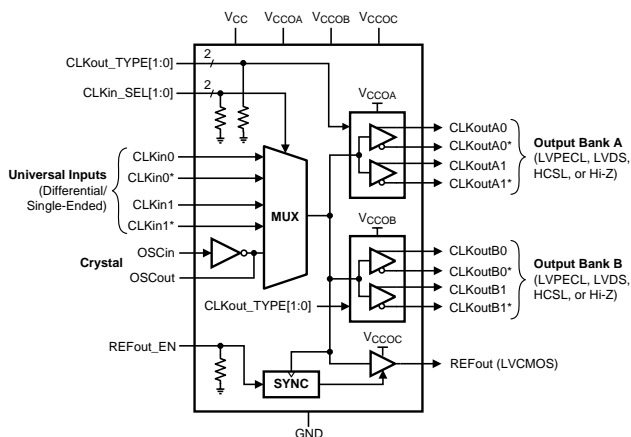 VCC VCCOA VCCOB VCCOC
CLKout_TYPE[1:0] 2
CLKin_SEL[1:0] 2
VCCOA
CLKoutA0
CLKoutA0*
CLKoutA1
CLKoutA1*
Output Bank A
(LVPECL, LVDS,
HCSL, or Hi-Z)
Universal Inputs
(Differential/
Single-Ended)
CLKin0
CLKin0*
CLKin1
CLKin1*
MUX
Crystal
OSCin
OSCout
VCCOB
CLKoutB0
CLKoutB0*
CLKoutB1
CLKoutB1*
Output Bank B
(LVPECL, LVDS,
HCSL, or Hi-Z)
CLKout_TYPE[1:0]
VCCOC
REFout_EN
SYNC
REFout (LVCMOS)
GND